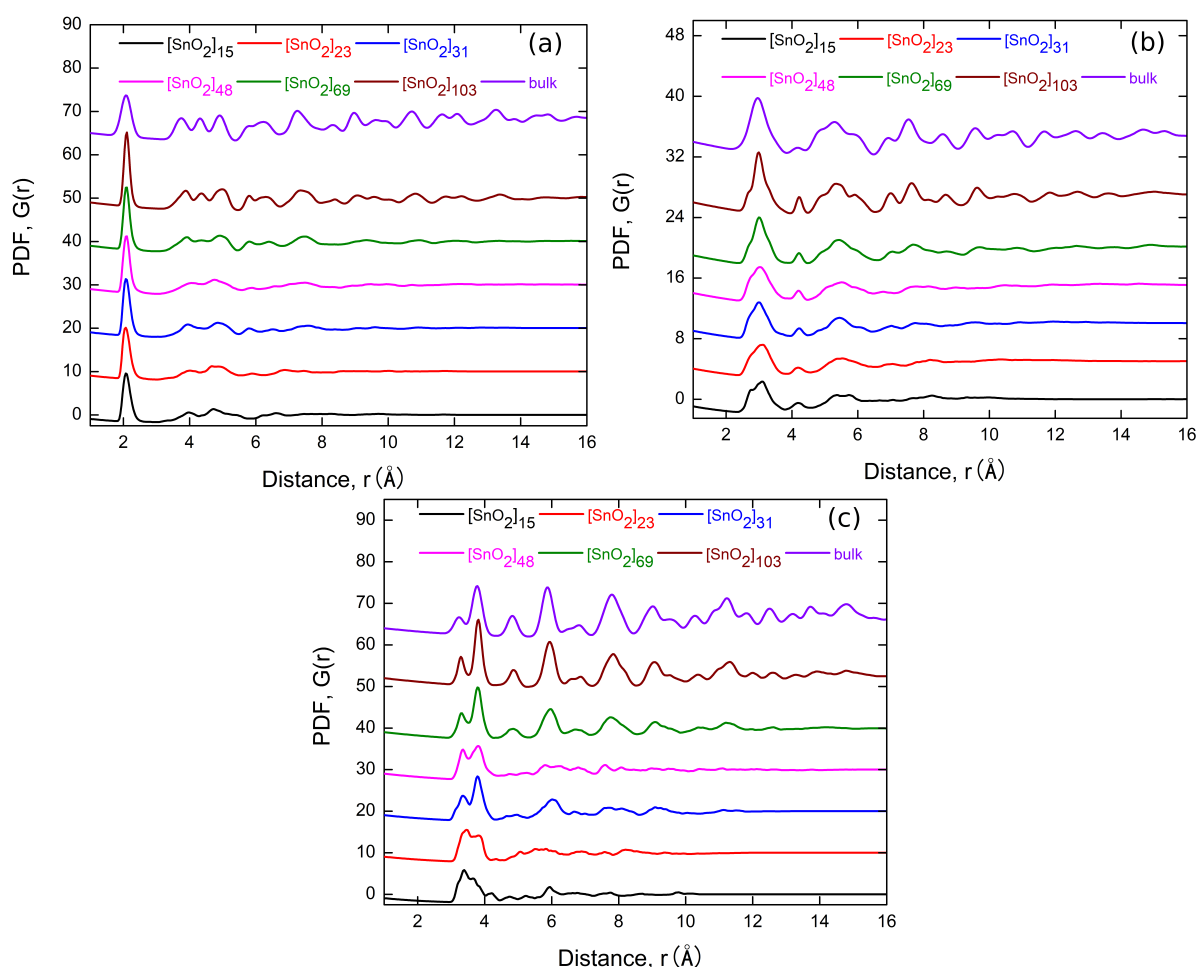 [SnO2]15 [SnO2]23 [SnO2]31 (a)
[SnO2]48 [SnO2]69 [SnO2]103 bulk
90
80
70
60
50
40
30
20
10
0
PDF, G(r)
2 4 6 8 10 12 14 16
Distance, r (Å)
[SnO2]15 [SnO2]23 [SnO2]31 (b)
[SnO2]48 [SnO2]69 [SnO2]103 bulk
48
40
32
24
16
8
0
PDF, G(r)
2 4 6 8 10 12 14 16
Distance, r (Å)
[SnO2]15 [SnO2]23 [SnO2]31 (c)
[SnO2]48 [SnO2]69 [SnO2]103 bulk
90
80
70
60
50
40
30
20
10
0
PDF, G(r)
2 4 6 8 10 12 14 16
Distance, r (Å)